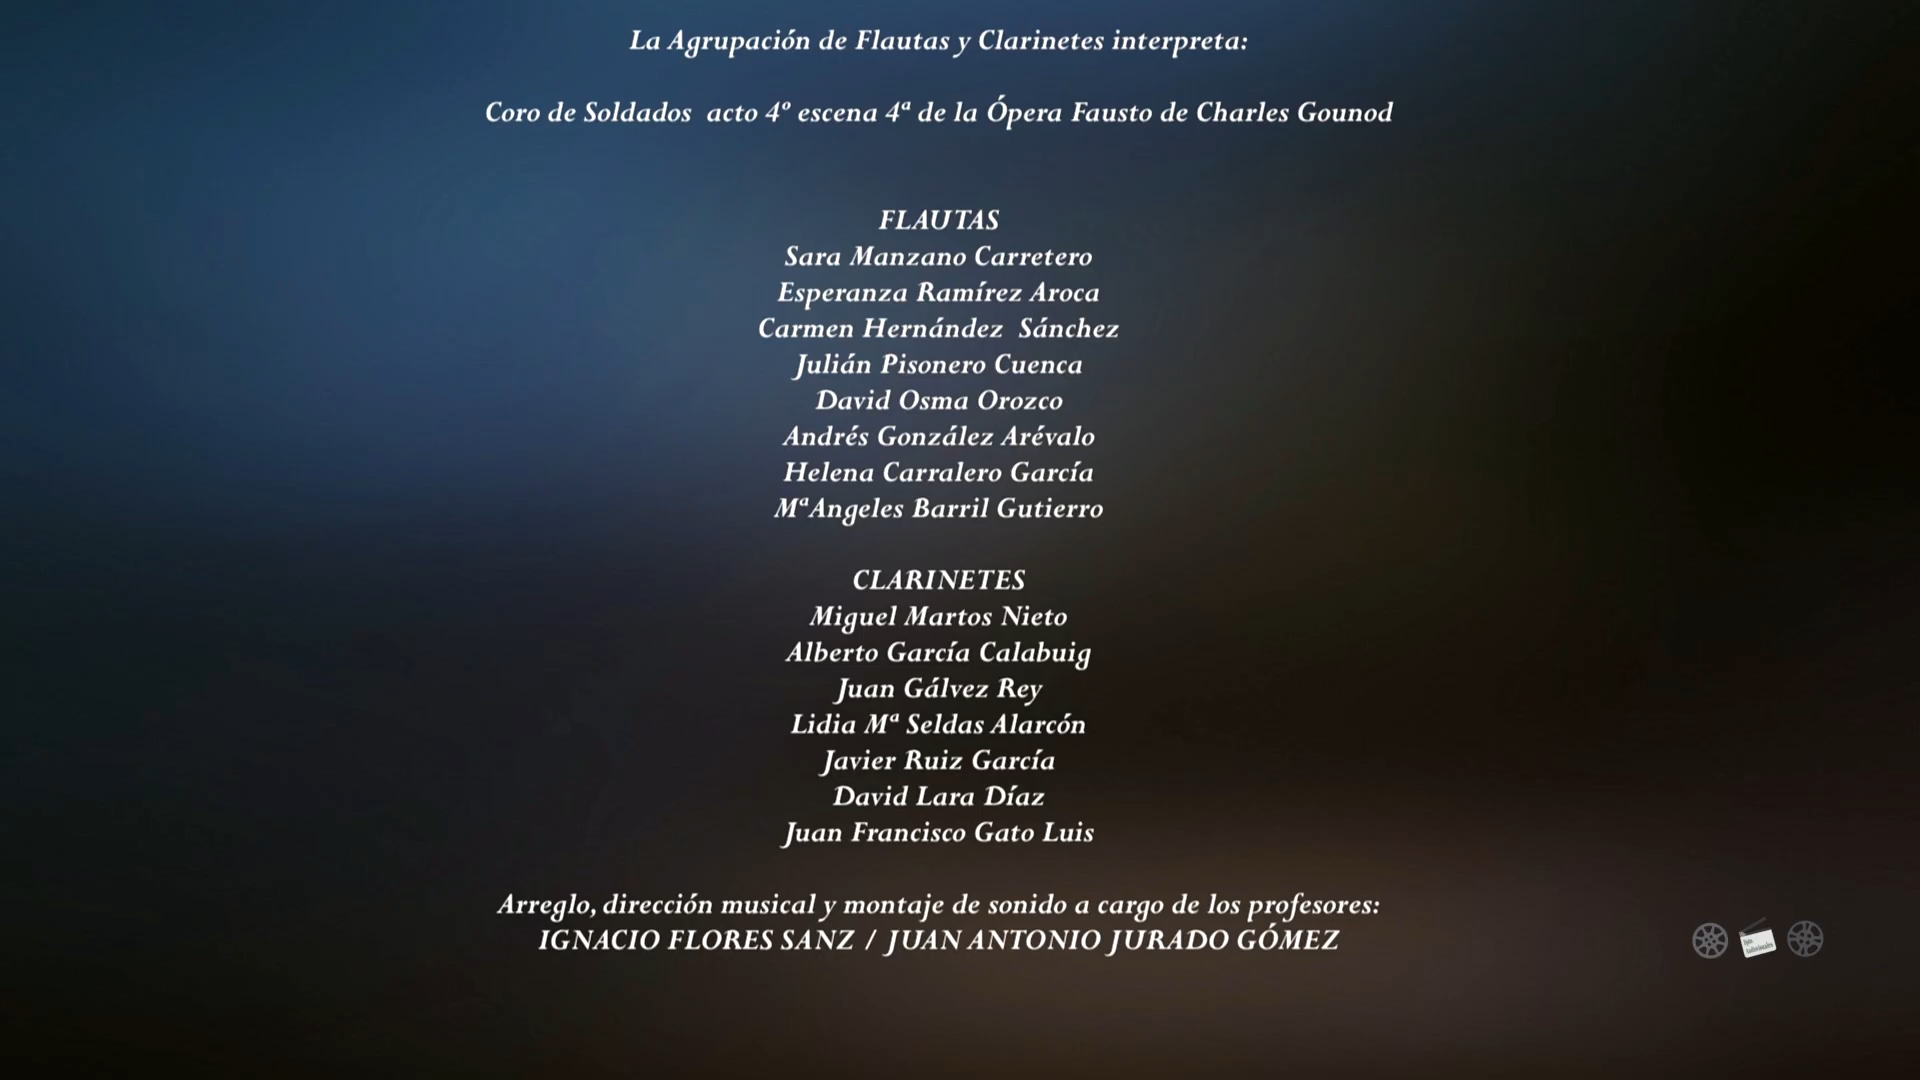 La Agrupación de Flautas y Clarinetes interpreta:
Coro de Soldados acto 4º escena 4ª de la Ópera Fausto de Charles Gounod
FLAUTAS
Sara Manzano Carretero
Esperanza Ramírez Aroca
Carmen Hernández Sánchez
Julián Pisonero Cuenca
David Osma Orozco
Andrés González Arévalo
Helena Carralero García
MªAngeles Barril Gutierro
CLARINETES
Miguel Martos Nieto
Alberto García Calabuig
Juan Gálvez Rey
Lidia Mª Seldas Alarcón
Javier Ruiz García
David Lara Díaz
Juan Francisco Gato Luis
Arreglo, dirección musical y montaje de sonido a cargo de los profesores:
IGNACIO FLORES SANZ / JUAN ANTONIO JURADO GÓMEZ